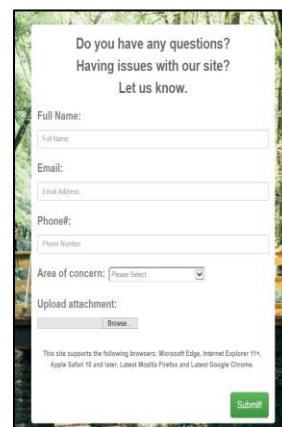 Do you have any questions?
Having issues with our site?
Let us know.
Full Name:
Full Name
Email:
Email Address
Phone#:
Phone Number
Area of concern: Please Select...
Upload attachment:
Browse...
This site supports the following browsers: Microsoft Edge, Internet Explorer 11+,
Apple Safari 10 and later, Latest Mozilla Firefox and Latest Google Chrome.
Submit!